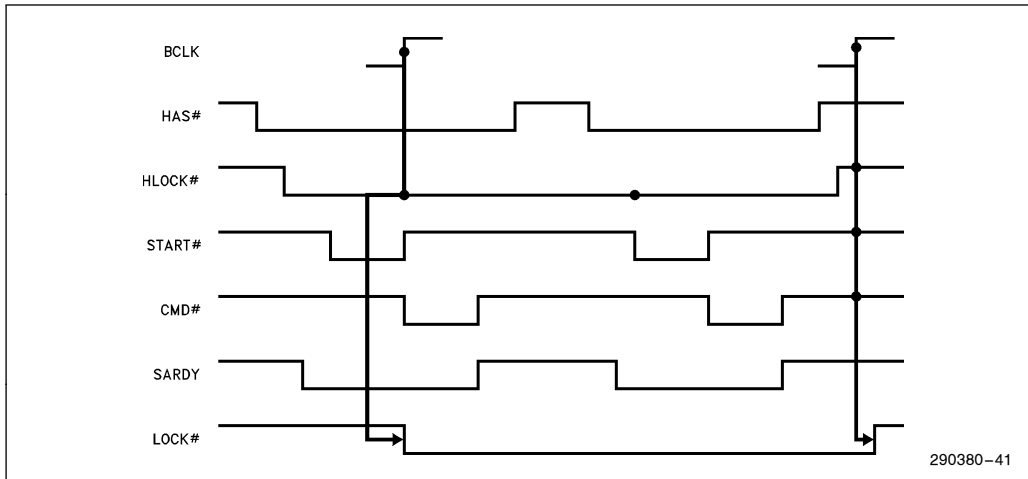 BCLK
HAS#
HLOCK#
START#
CMD#
SARDY
LOCK#
290380–41